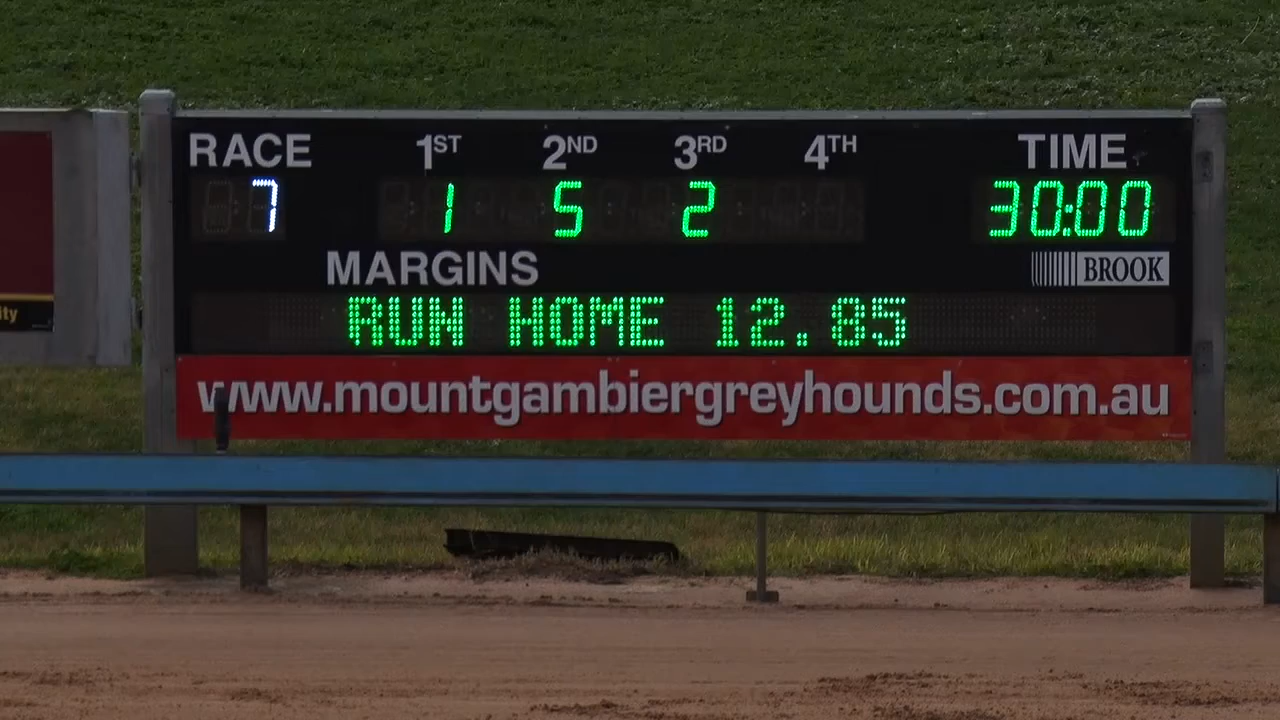 RACE 1ST 2ND 3RD 4TH TIME
7 1 5 2 30:00
MARGINS BROOK
RUN HOME 12.85
www.mountgambiergreyhounds.com.au
ity